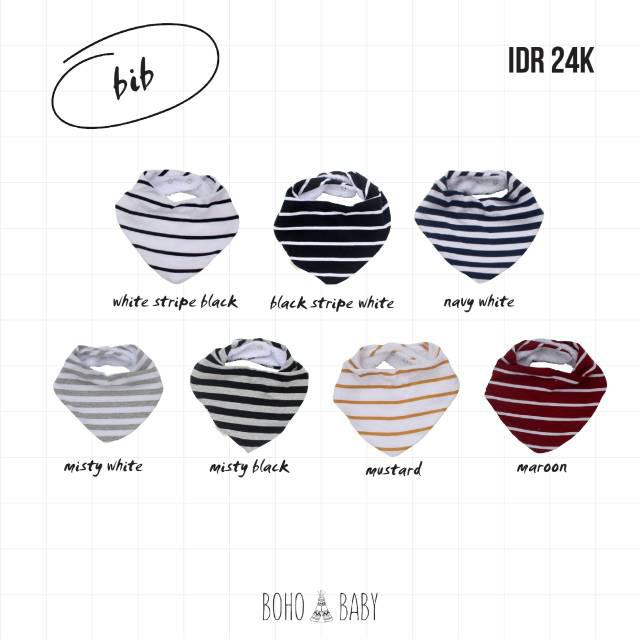 bib
IDR 24K
white stripe black
black stripe white
navy white
misty white
misty black
mustard
maroon
BOHO BABY